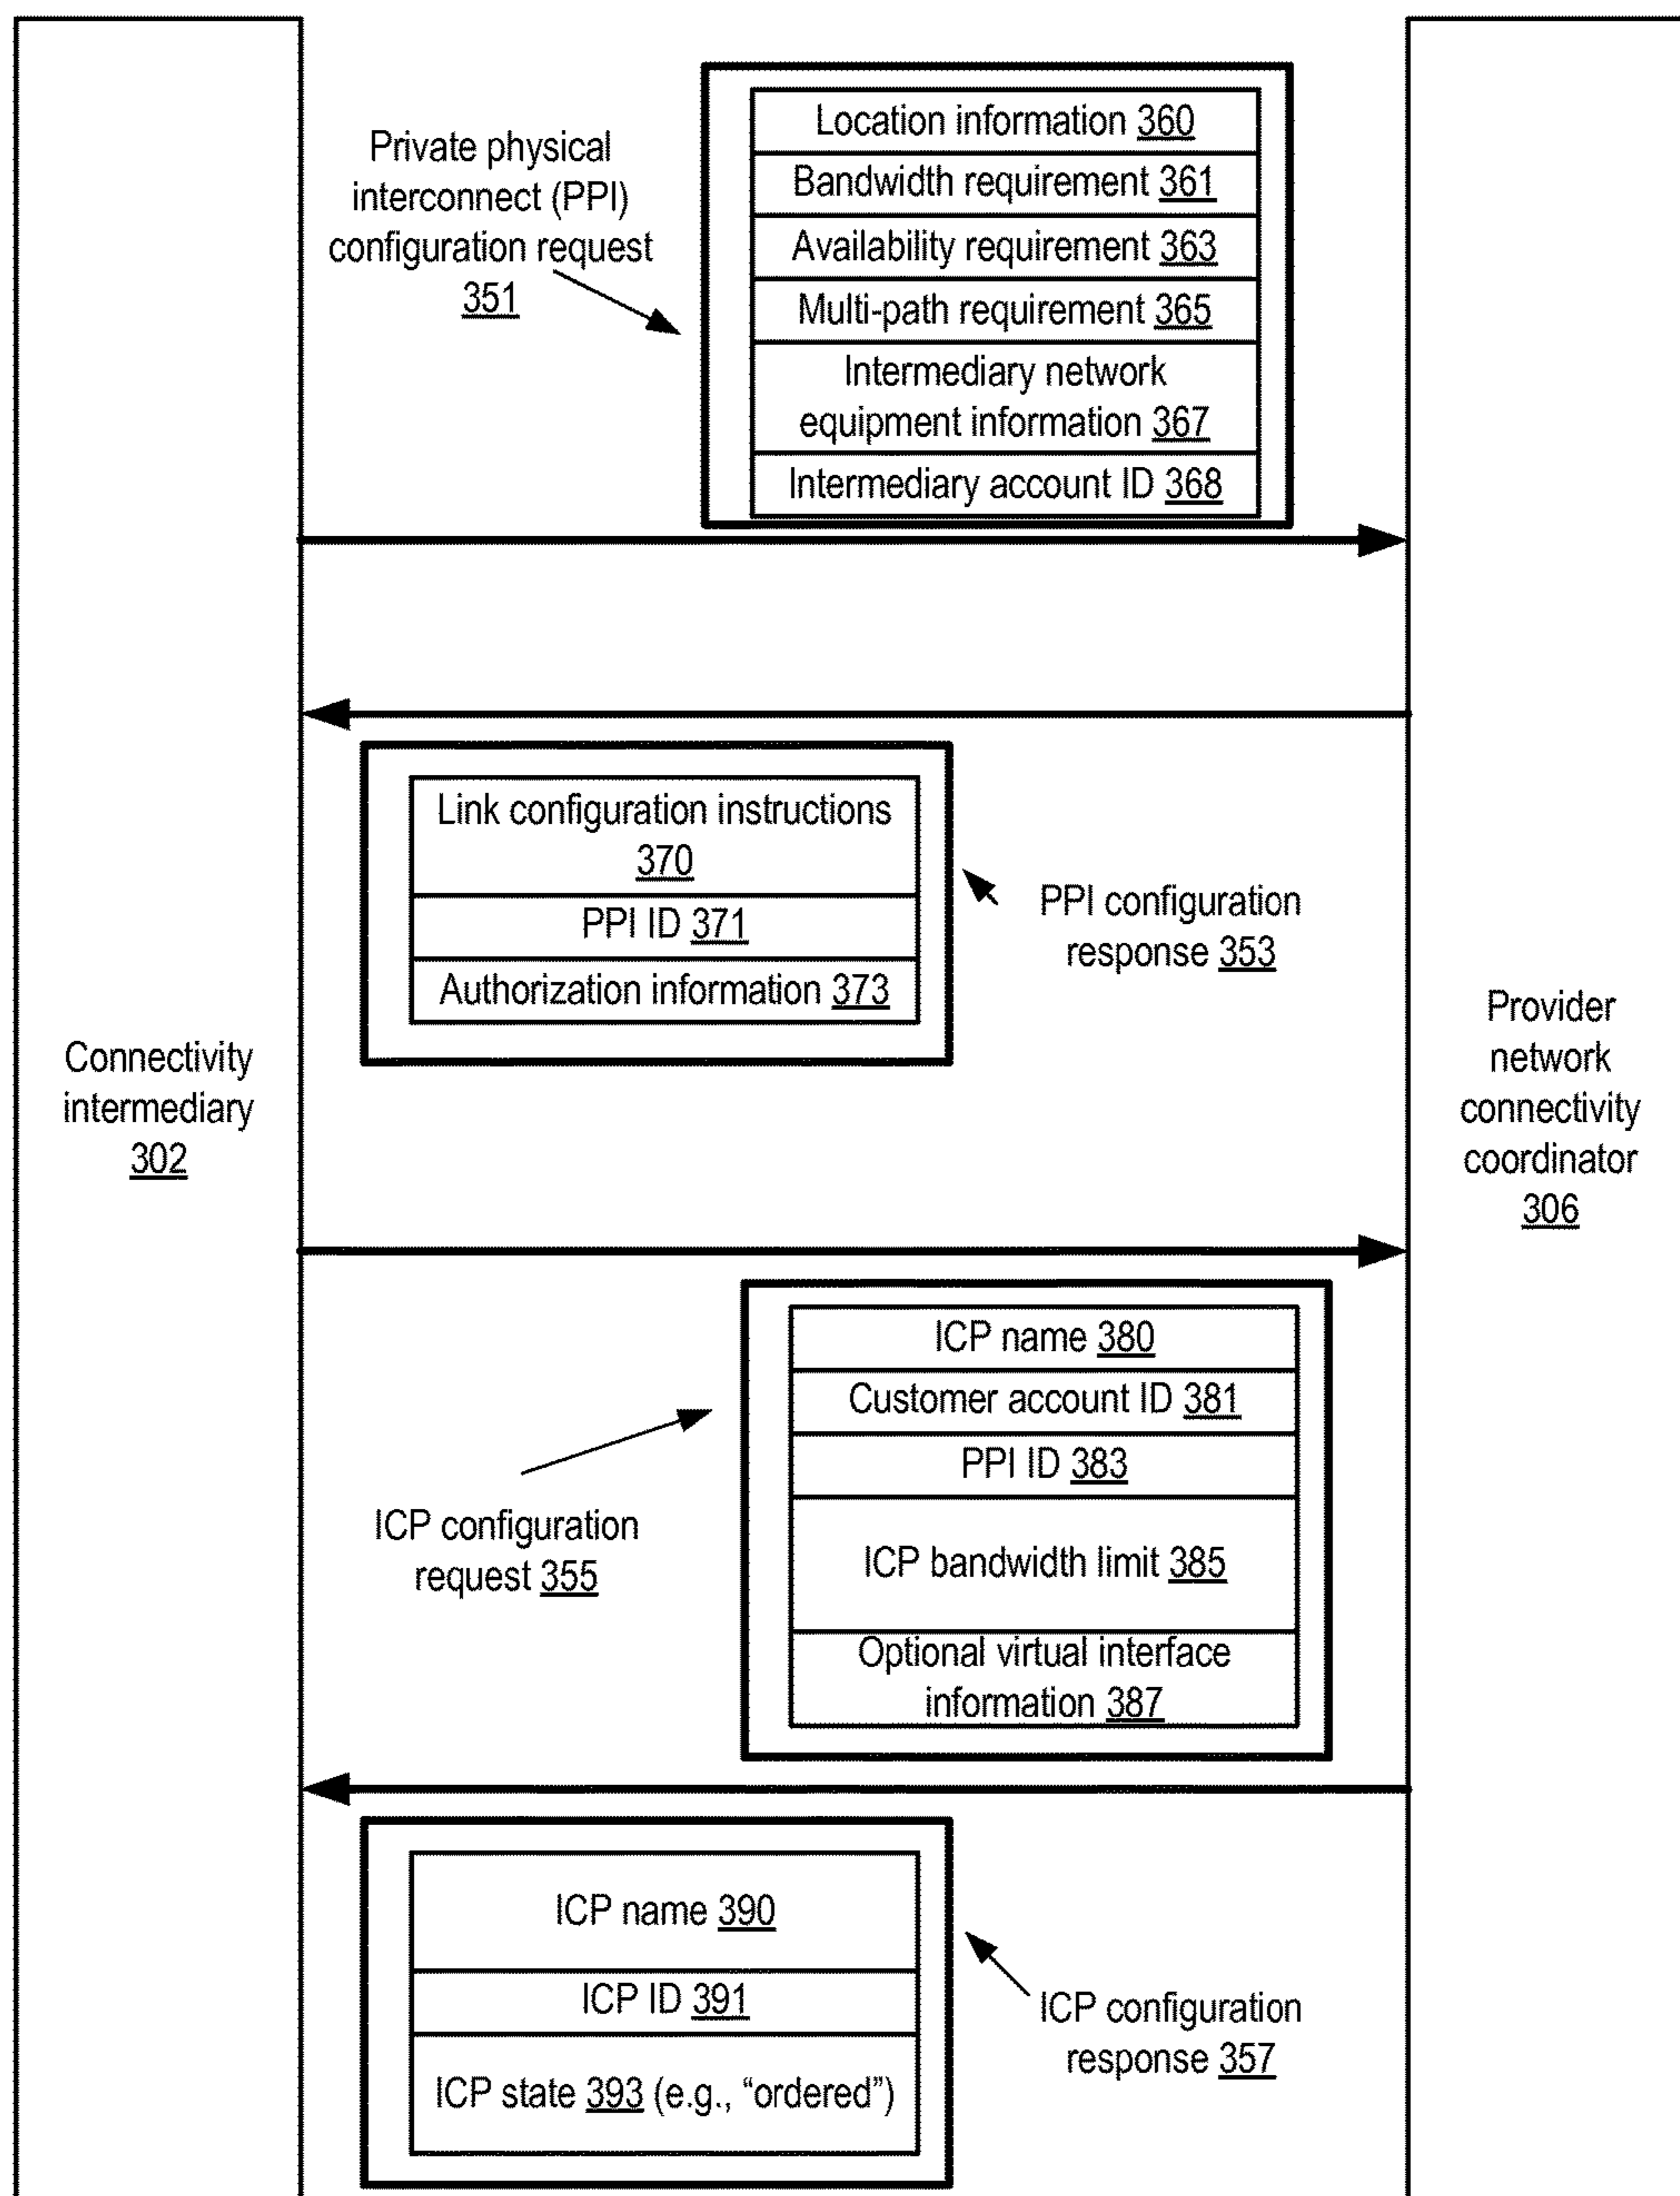 Private physical
interconnect (PPI)
configuration request
351
Location information 360
Bandwidth requirement 361
Availability requirement 363
Multi-path requirement 365
Intermediary network
equipment information 367
Intermediary account ID 368
Link configuration instructions
370
PPI ID 371
Authorization information 373
PPI configuration
response 353
Connectivity
intermediary
302
Provider
network
connectivity
coordinator
306
ICP configuration
request 355
ICP name 380
Customer account ID 381
PPI ID 383
ICP bandwidth limit 385
Optional virtual interface
information 387
ICP name 390
ICP ID 391
ICP state 393 (e.g., “ordered”)
ICP configuration
response 357